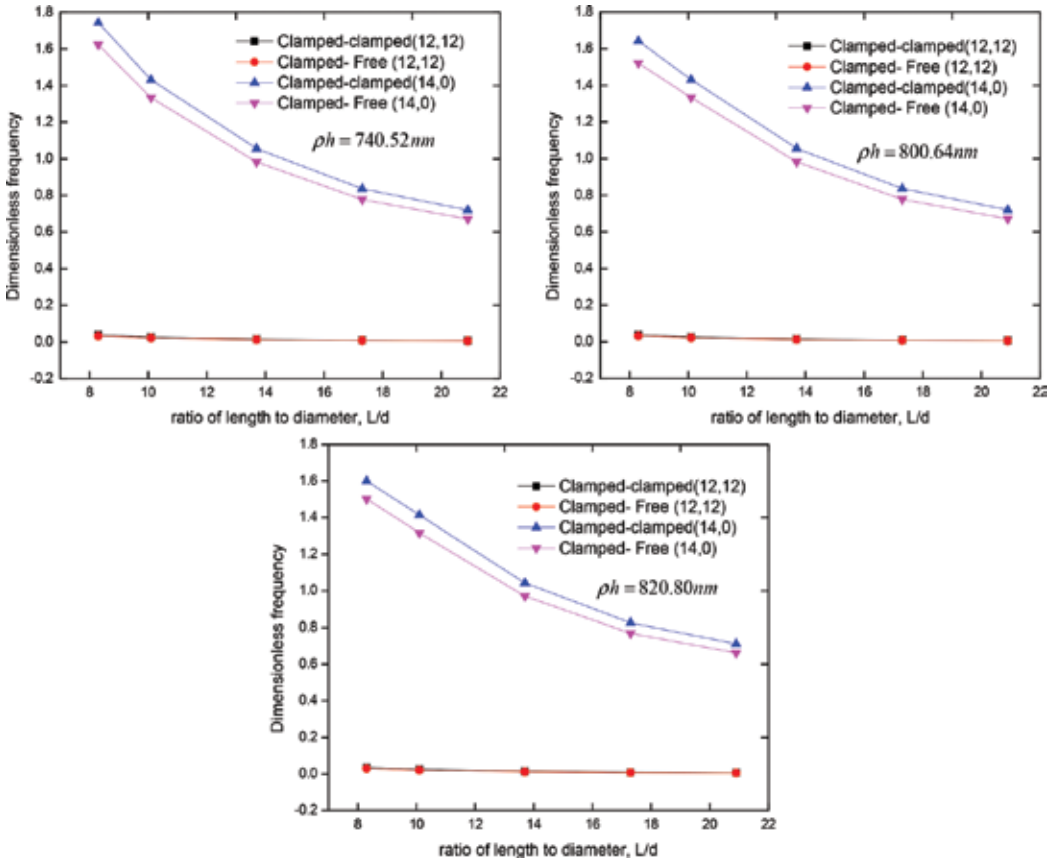 1.8
1.6
1.4
1.2
1.0
0.8
0.6
0.4
0.2
0.0
-0.2
Dimensionless frequency
Clamped-clamped(12,12)
Clamped- Free (12,12)
Clamped-clamped(14,0)
Clamped- Free (14,0)
ρh = 740.52nm
8 10 12 14 16 18 20 22
ratio of length to diameter, L/d
1.8
1.6
1.4
1.2
1.0
0.8
0.6
0.4
0.2
0.0
-0.2
Dimensionless frequency
Clamped-clamped(12,12)
Clamped- Free (12,12)
Clamped-clamped(14,0)
Clamped- Free (14,0)
ρh = 800.64nm
8 10 12 14 16 18 20 22
ratio of length to diameter, L/d
1.8
1.6
1.4
1.2
1.0
0.8
0.6
0.4
0.2
0.0
-0.2
Dimensionless frequency
Clamped-clamped(12,12)
Clamped- Free (12,12)
Clamped-clamped(14,0)
Clamped- Free (14,0)
ρh = 820.80nm
8 10 12 14 16 18 20 22
ratio of length to diameter, L/d